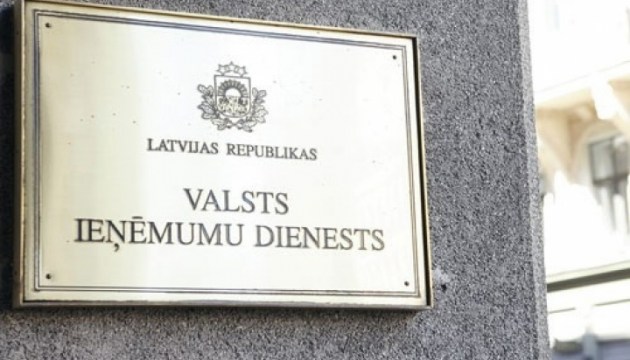 LATVIJAS REPUBLIKAS
VALSTS
IEŅĒMUMU DIENESTS